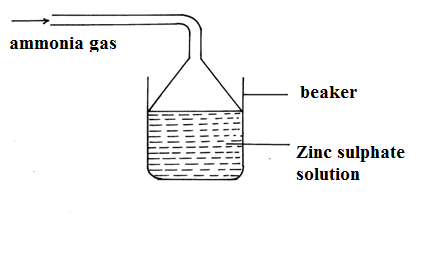 ammonia gas
beaker
Zinc sulphate
solution